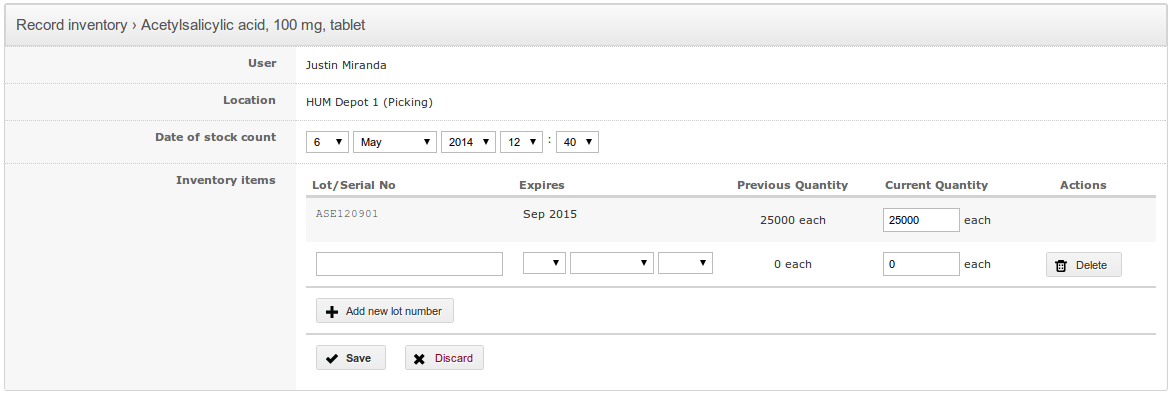 Record inventory › Acetylsalicylic acid, 100 mg, tablet
User Justin Miranda
Location HUM Depot 1 (Picking)
Date of stock count 6 May 2014 12 : 40
Inventory items Lot/Serial No Expires Previous Quantity Current Quantity Actions
ASE120901 Sep 2015 25000 each 25000 each
0 each 0 each Delete
Add new lot number
Save Discard